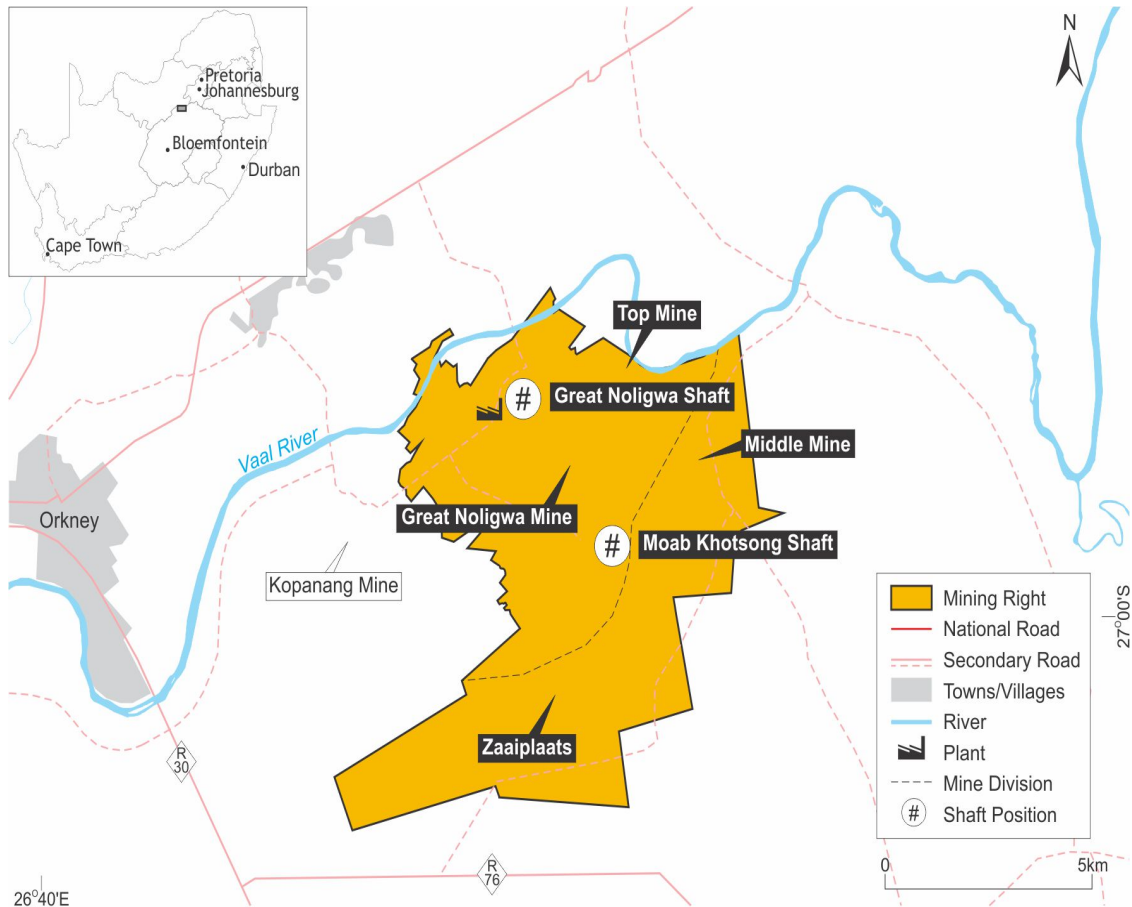 Pretoria
Johannesburg
Bloemfontein
Durban
Cape Town
N
Top Mine
#
Great Noligwa Shaft
Middle Mine
Vaal River
Great Noligwa Mine
Orkney
#
Moab Khotsong Shaft
Kopanang Mine
Zaaiplaats
R
30
R
76
Mining Right
National Road
Secondary Road
Towns/Villages
River
Plant
Mine Division
#
Shaft Position
27°00'S
0
5km
26°40'E